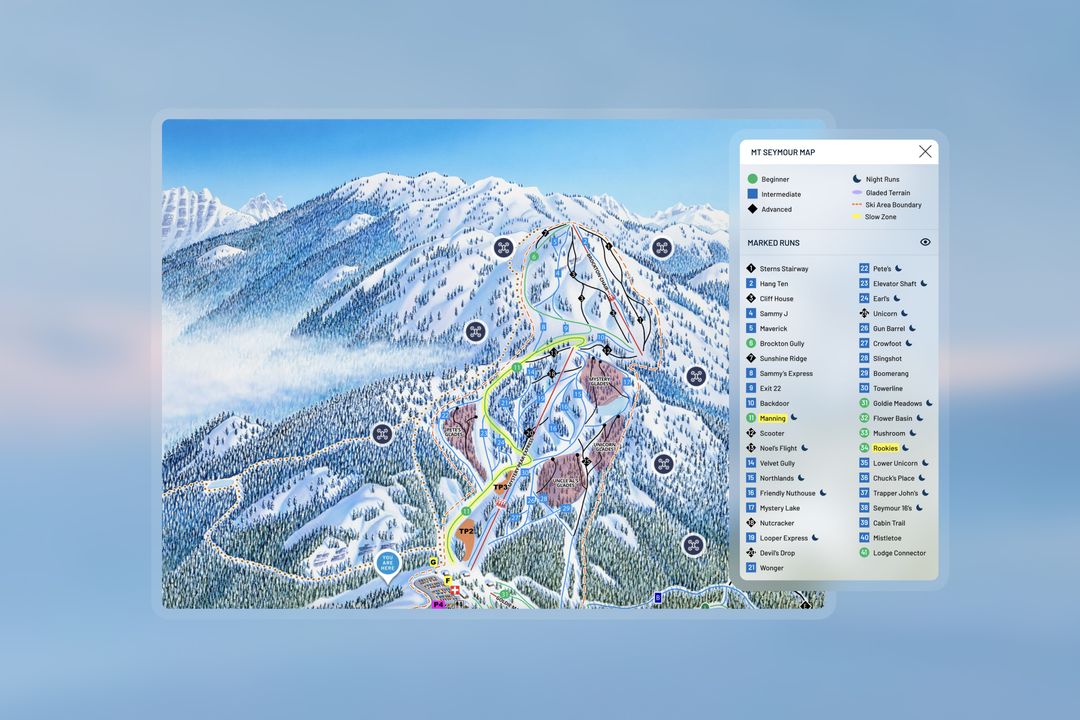 MT SEYMOUR MAP
Beginner
Intermediate
Advanced
Night Runs
Gladed Terrain
Ski Area Boundary
Slow Zone
MARKED RUNS
1 Sterns Stairway
2 Hang Ten
3 Cliff House
4 Sammy J
5 Maverick
6 Brockton Gully
7 Sunshine Ridge
8 Sammy's Express
9 Exit 22
10 Backdoor
11 Manning
12 Scooter
13 Noel's Flight
14 Velvet Gully
15 Northlands
16 Friendly Nuthouse
17 Mystery Lake
18 Nutcracker
19 Looper Express
20 Devil's Drop
21 Wonger
22 Pete's
23 Elevator Shaft
24 Earl's
25 Unicorn
26 Gun Barrel
27 Crowfoot
28 Slingshot
29 Boomerang
30 Towerline
31 Goldie Meadows
32 Flower Basin
33 Mushroom
34 Rookies
35 Lower Unicorn
36 Chuck's Place
37 Trapper John's
38 Seymour 16's
39 Cabin Trail
40 Mistletoe
41 Lodge Connector
MYSTERY
GLADES
PETE'S
GLADES
UNICORN
GLADES
UNCLE AL'S
GLADES
TP3
TP2
11
11
YOU
ARE
HERE
G
F
P4